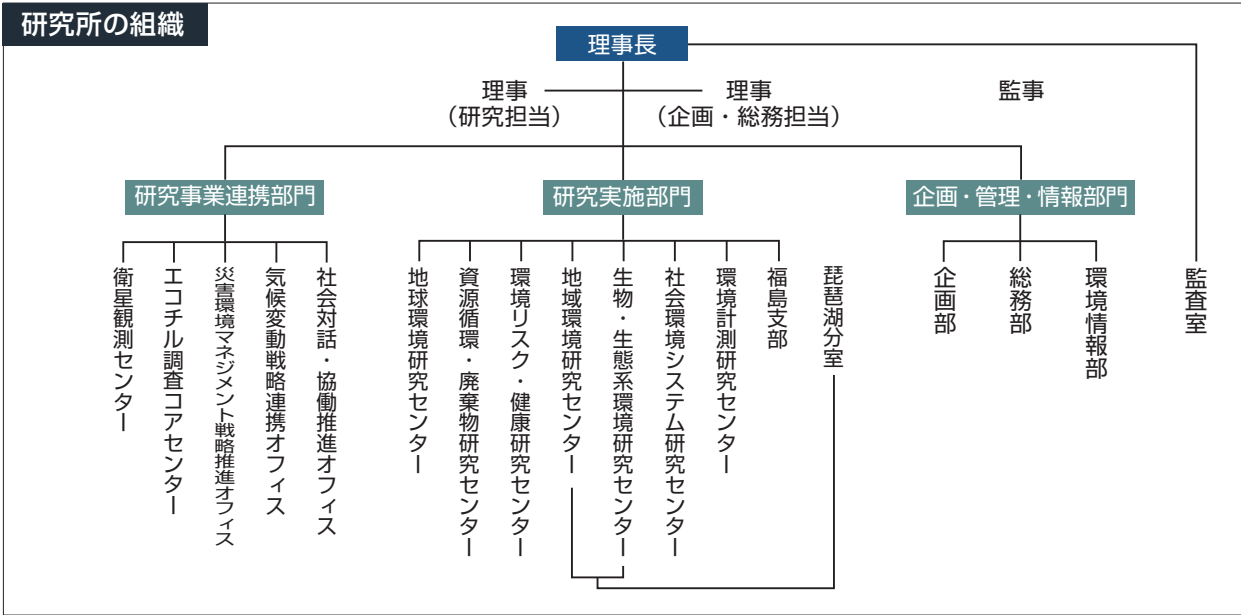 研究所の組織
理事長
理事
(研究担当)
理事
(企画・総務担当)
監事
研究事業連携部門
研究実施部門
企画・管理・情報部門
衛星観測センター
エコチル調査コアセンター
災害環境マネジメント戦略推進オフィス
気候変動戦略連携オフィス
社会対話・協働推進オフィス
地球環境研究センター
資源循環・廃棄物研究センター
環境リスク・健康研究センター
地域環境研究センター
生物・生態系環境研究センター
社会環境システム研究センター
環境計測研究センター
福島支部
琵琶湖分室
企画部
総務部
環境情報部
監査室